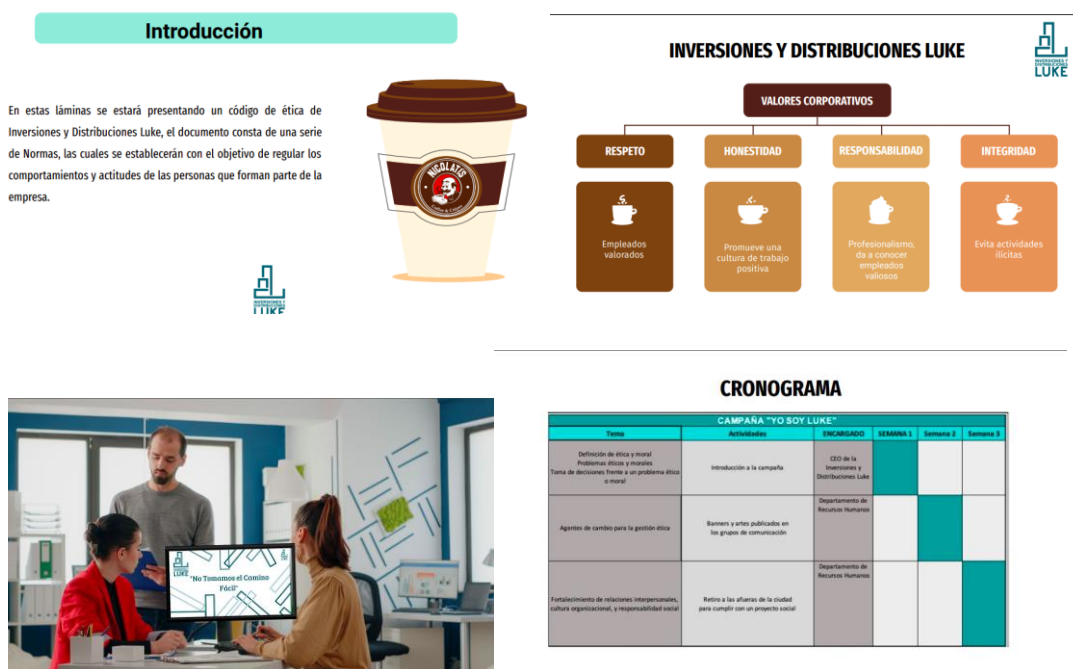 Introducción
En estas láminas se estará presentando un código de ética de
Inversiones y Distribuciones Luke, el documento consta de una serie
de Normas, las cuales se establecerán con el objetivo de regular los
comportamientos y actitudes de las personas que forman parte de la
empresa.
NICOLATIS
INVERSIONES Y
DISTRIBUCIONES
LUKE
INVERSIONES Y DISTRIBUCIONES LUKE
INVERSIONES Y
DISTRIBUCIONES
LUKE
VALORES CORPORATIVOS
RESPETO
HONESTIDAD
RESPONSABILIDAD
INTEGRIDAD
Empleados
valorados
Promueve una
cultura de trabajo
positiva
Profesionalismo,
da a conocer
empleados
valiosos
Evita actividades
ilícitas
LUKE
"No Tomamos el Camino
Fácil"
CRONOGRAMA
CAMPAÑA "YO SOY LUKE"
Tema
Actividades
ENCARGADO
SEMANA 1
Semana 2
Semana 3
Definición de ética y moral
Problemas éticos y morales
Toma de decisiones frente a un problema ético
o moral
Introducción a la campaña
CEO de la
Inversiones y
Distribuciones Luke
Agentes de cambio para la gestión ética
Banners y artes publicados en
los grupos de comunicación
Departamento de
Recursos Humanos
Fortalecimiento de relaciones interpersonales,
cultura organizacional, y responsabilidad social
Retiro a las afueras de la ciudad
para cumplir con un proyecto social
Departamento de
Recursos Humanos